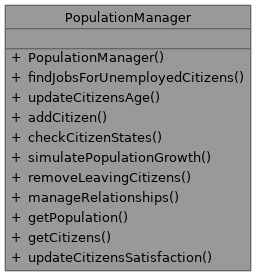 PopulationManager
+ PopulationManager()
+ findJobsForUnemployedCitizens()
+ updateCitizensAge()
+ addCitizen()
+ checkCitizenStates()
+ simulatePopulationGrowth()
+ removeLeavingCitizens()
+ manageRelationships()
+ getPopulation()
+ getCitizens()
+ updateCitizensSatisfaction()